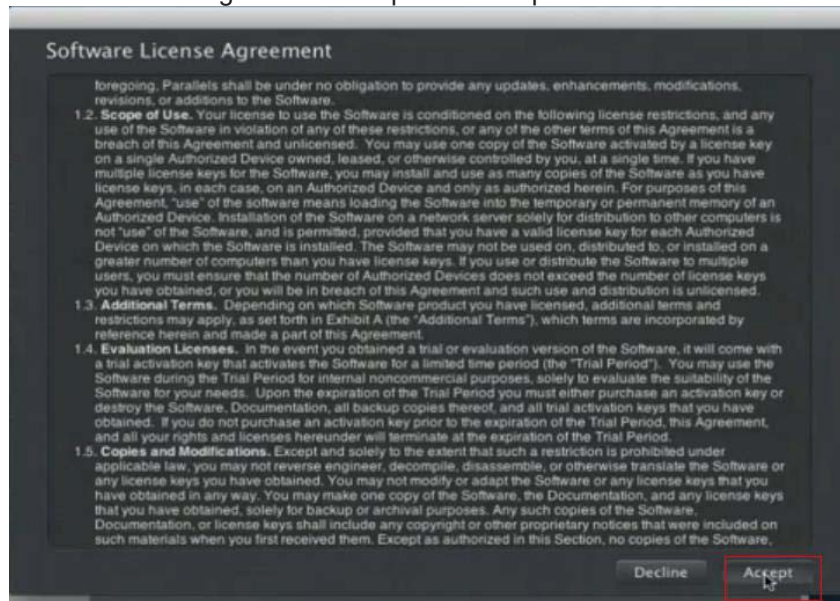 Software License Agreement
foregoing. Parallels shall be under no obligation to provide any updates, enhancements, modifications,
revisions, or additions to the Software.
1.2. Scope of Use. Your license to use the Software is conditioned on the following license restrictions, and any
use of the Software in violation of any of these restrictions, or any of the other terms of this Agreement is a
breach of this Agreement and unlicensed. You may use one copy of the Software activated by a license key
on a single Authorized Device owned, leased, or otherwise controlled by you, at a single time. If you have
multiple license keys for the Software, you may install and use as many copies of the Software as you have
license keys, in each case, on an Authorized Device and only as authorized herein. For purposes of this
Agreement, "use" of the software means loading the Software into the temporary or permanent memory of an
Authorized Device. Installation of the Software on a network server solely for distribution to other computers is
not "use" of the Software, and is permitted, provided that you have a valid license key for each Authorized
Device on which the Software is installed. The Software may not be used on, distributed to, or installed on a
greater number of computers than you have license keys. If you use or distribute the Software to multiple
users, you must ensure that the number of Authorized Devices does not exceed the number of license keys
you have obtained, or you will be in breach of this Agreement and such use and distribution is unlicensed.
1.3. Additional Terms. Depending on which Software product you have licensed, additional terms and
restrictions may apply, as set forth in Exhibit A (the "Additional Terms"), which terms are incorporated by
reference herein and made a part of this Agreement.
1.4. Evaluation Licenses. In the event you obtained a trial or evaluation version of the Software, it will come with
a trial activation key that activates the Software for a limited time period (the "Trial Period"). You may use the
Software during the Trial Period for internal noncommercial purposes, solely to evaluate the suitability of the
Software for your needs. Upon the expiration of the Trial Period you must either purchase an activation key or
destroy the Software, Documentation, all backup copies thereof, and all trial activation keys that you have
obtained. If you do not purchase an activation key prior to the expiration of the Trial Period, this Agreement,
and all your rights and licenses hereunder will terminate at the expiration of the Trial Period.
1.5. Copies and Modifications. Except and solely to the extent that such a restriction is prohibited under
applicable law, you may not reverse engineer, decompile, disassemble, or otherwise translate the Software or
any license keys you have obtained. You may not modify or adapt the Software or any license keys that you
have obtained in any way. You may make one copy of the Software, the Documentation, and any license keys
that you have obtained, solely for backup or archival purposes. Any such copies of the Software,
Documentation, or license keys shall include any copyright or other proprietary notices that were included on
such materials when you first received them. Except as authorized in this Section, no copies of the Software,
Decline Accept